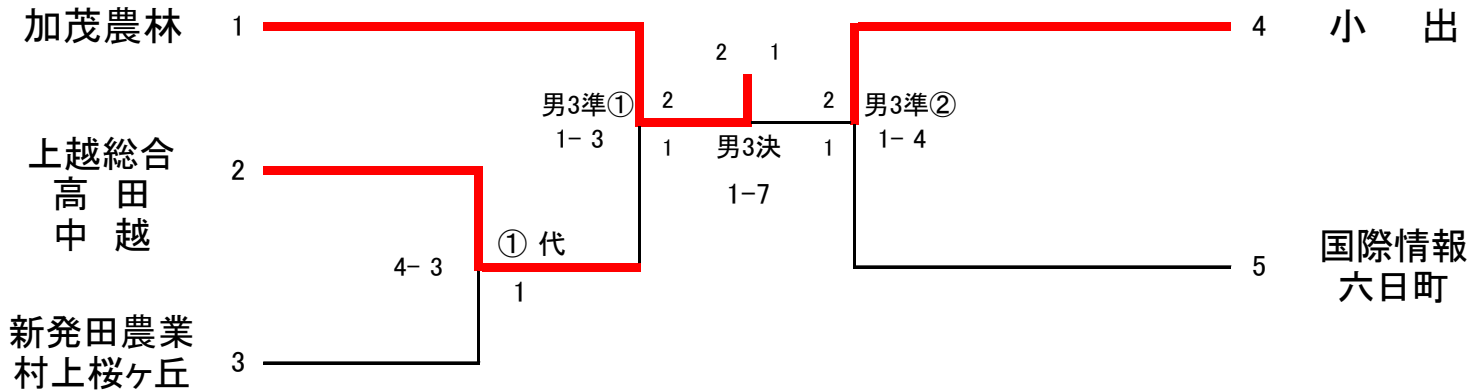 加茂農林 1
4 小 出
2 1
男3準① 2
2 男3準②
1-3
1 男3決 1
1-4
1-7
上越総合
高 田
中 越
2
① 代
4-3
1
5
国際情報
六日町
新発田農業
村上桜ヶ丘
3